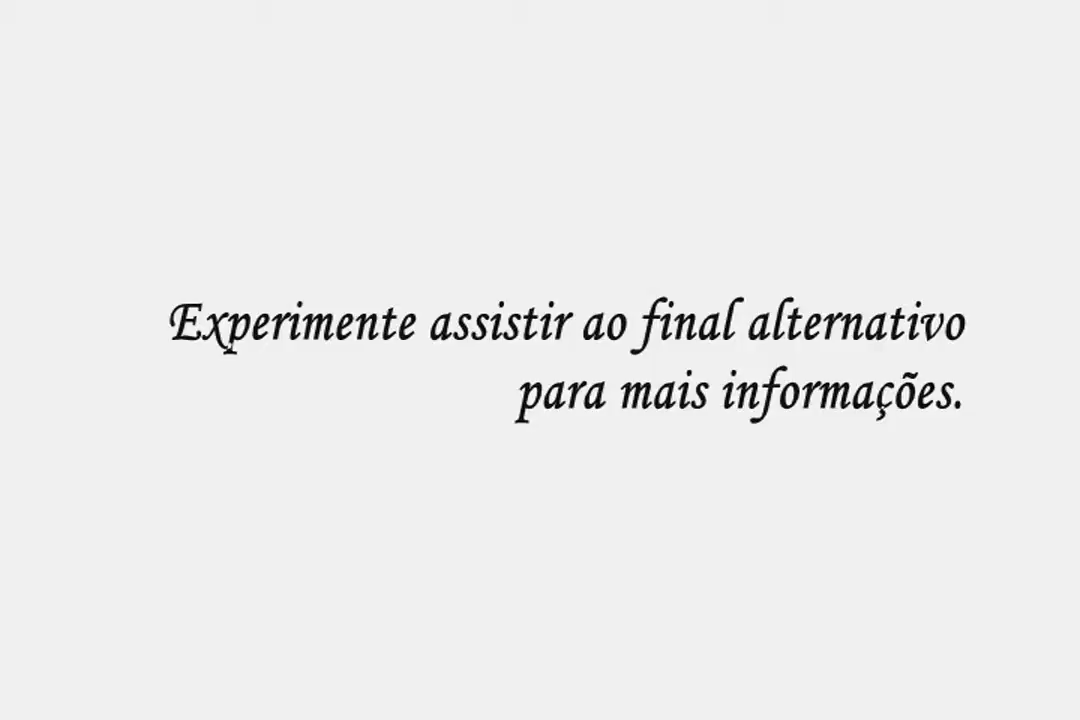 Experimente assistir ao final alternativo
para mais informações.